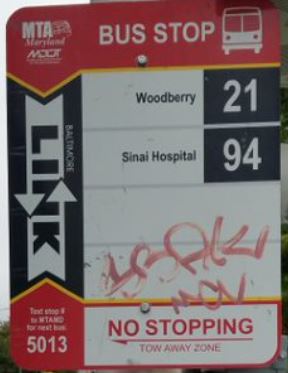 MTA
Maryland
MDOT
BUS STOP
Woodberry 21
Sinai Hospital 94
BALTIMORE
LINK
Text stop #
to MTAMD
for next bus:
5013
NO STOPPING
TOW AWAY ZONE